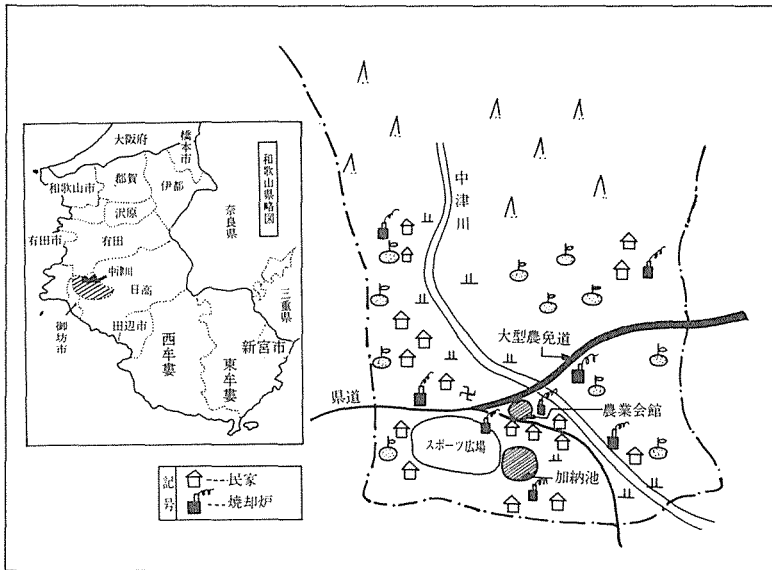 大阪府
橋本市
和歌山県略図
和歌山市
那賀
伊都
沢原
奈良県
有田市
有田
中津川
日高
三重県
御坊市
田辺市
西牟婁
東牟婁
新宮市
記号
民家
焼却炉
中津川
大型農免道
県道
農業会館
スポーツ広場
加納池